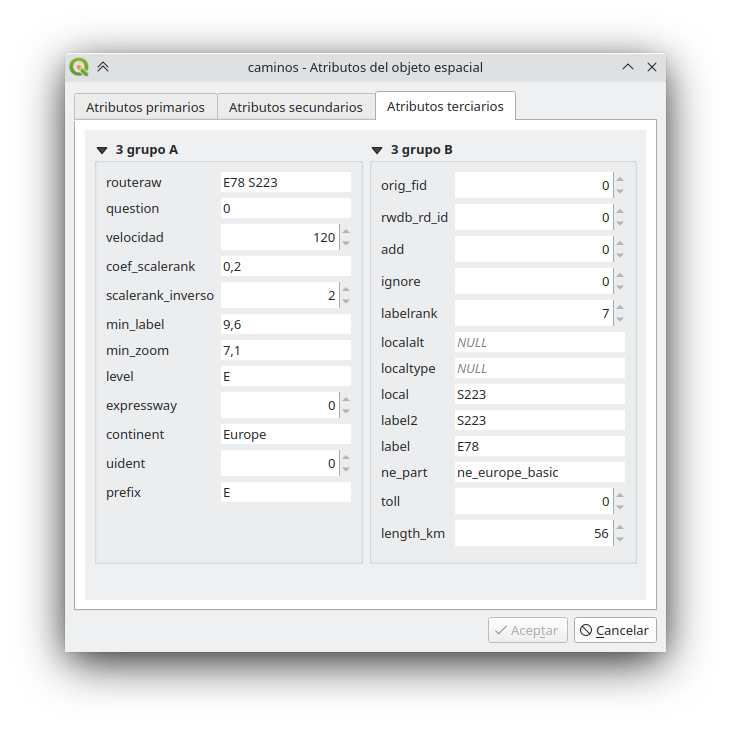 caminos - Atributos del objeto espacial
Atributos primarios Atributos secundarios Atributos terciarios
3 grupo A
routeraw E78 S223
question 0
velocidad 120
coef_scalerank 0,2
scalerank_inverso 2
min_label 9,6
min_zoom 7,1
level E
expressway 0
continent Europe
uident 0
prefix E
3 grupo B
orig_fid 0
rwdb_rd_id 0
add 0
ignore 0
labelrank 7
localalt NULL
localtype NULL
local S223
label2 S223
label E78
ne_part ne_europe_basic
toll 0
length_km 56
Aceptar Cancelar